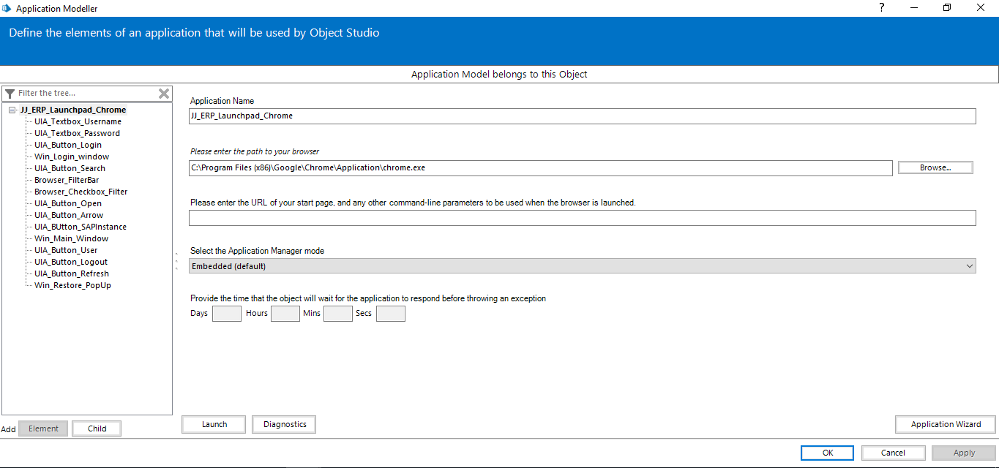 Application Modeller
?
Define the elements of an application that will be used by Object Studio
Application Model belongs to this Object
Filter the tree...
JJ_ERP_Launchpad_Chrome
UIA_Textbox_Username
UIA_Textbox_Password
UIA_Button_Login
Win_Login_window
UIA_Button_Search
Browser_FilterBar
Browser_Checkbox_Filter
UIA_Button_Open
UIA_Button_Arrow
UIA_BUtton_SAPInstance
Win_Main_Window
UIA_Button_User
UIA_Button_Logout
UIA_Button_Refresh
Win_Restore_PopUp
Add Element Child
Application Name
JJ_ERP_Launchpad_Chrome
Please enter the path to your browser
C:\Program Files (x86)\Google\Chrome\Application\chrome.exe Browse...
Please enter the URL of your start page, and any other command-line parameters to be used when the browser is launched.
Select the Application Manager mode
Embedded (default)
Provide the time that the object will wait for the application to respond before throwing an exception
Days Hours Mins Secs
Launch Diagnostics Application Wizard
OK Cancel Apply